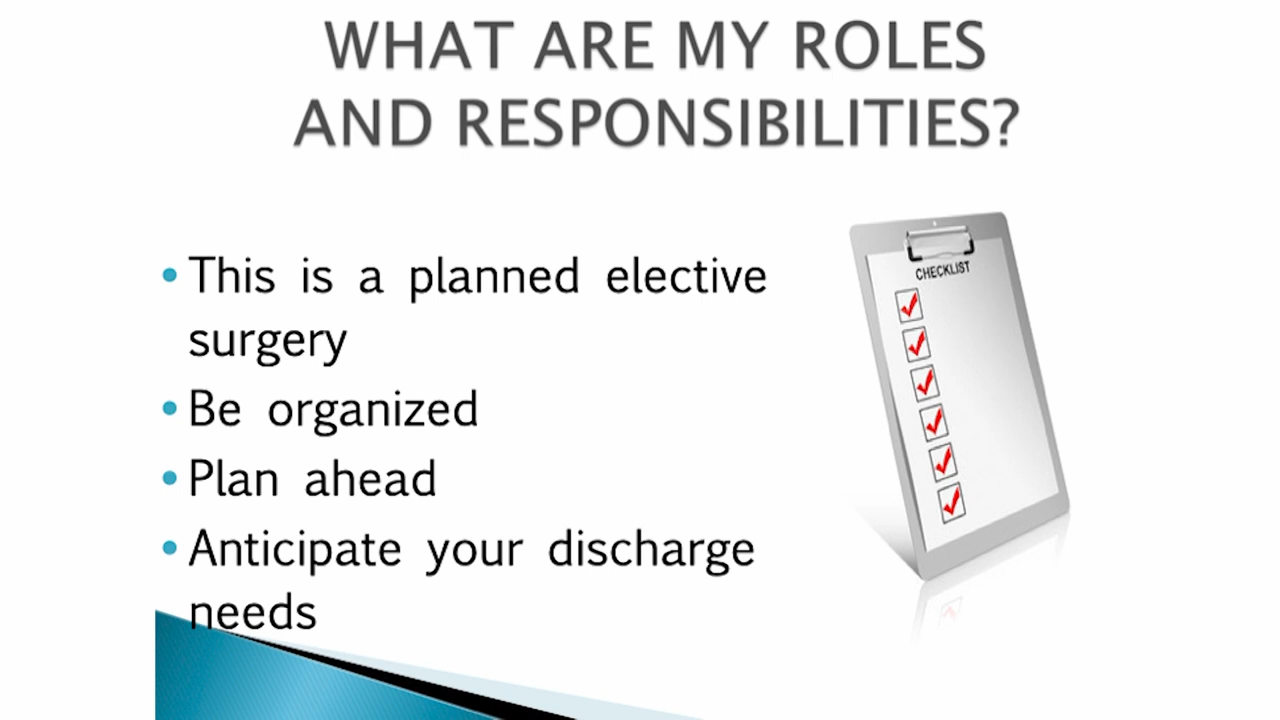 WHAT ARE MY ROLES
AND RESPONSIBILITIES?
• This is a planned elective
surgery
• Be organized
• Plan ahead
• Anticipate your discharge
needs
CHECKLIST